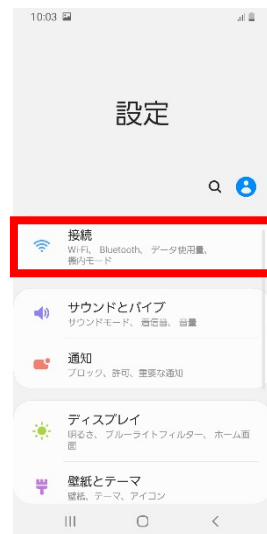 10:03
設定
接続
Wi-Fi、 Bluetooth、 データ使用量、
機内モード
サウンドとバイブ
サウンドモード、 着信音、 音量
通知
ブロック、許可、重要な通知
ディスプレイ
明るさ、 ブルーライトフィルター、 ホーム画
面
壁紙とテーマ
壁紙、テーマ、アイコン